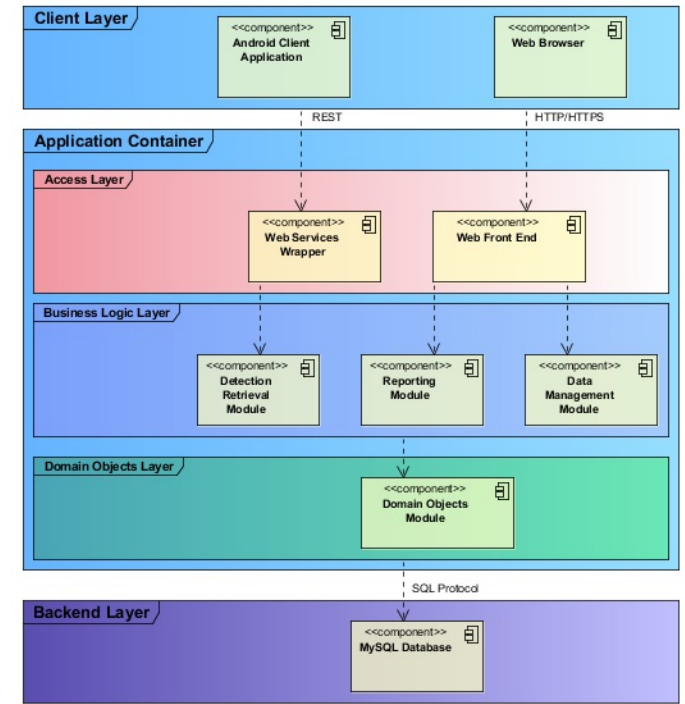 Client Layer
<<component>>
Android Client
Application
<<component>>
Web Browser
REST
HTTP/HTTPS
Application Container
Access Layer
<<component>>
Web Services
Wrapper
<<component>>
Web Front End
Business Logic Layer
<<component>>
Detection
Retrieval
Module
<<component>>
Reporting
Module
<<component>>
Data
Management
Module
Domain Objects Layer
<<component>>
Domain Objects
Module
SQL Protocol
Backend Layer
<<component>>
MySQL Database